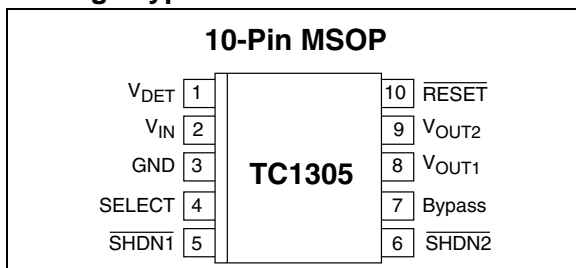 10-Pin MSOP
VDET 1
VIN 2
GND 3
SELECT 4
SHDN1 5
TC1305
10 RESET
9 VOUT2
8 VOUT1
7 Bypass
6 SHDN2